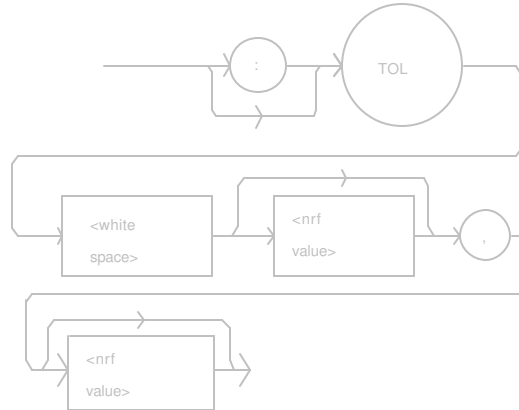 :
TOL
<white
space>
<nrf
value>
,
<nrf
value>